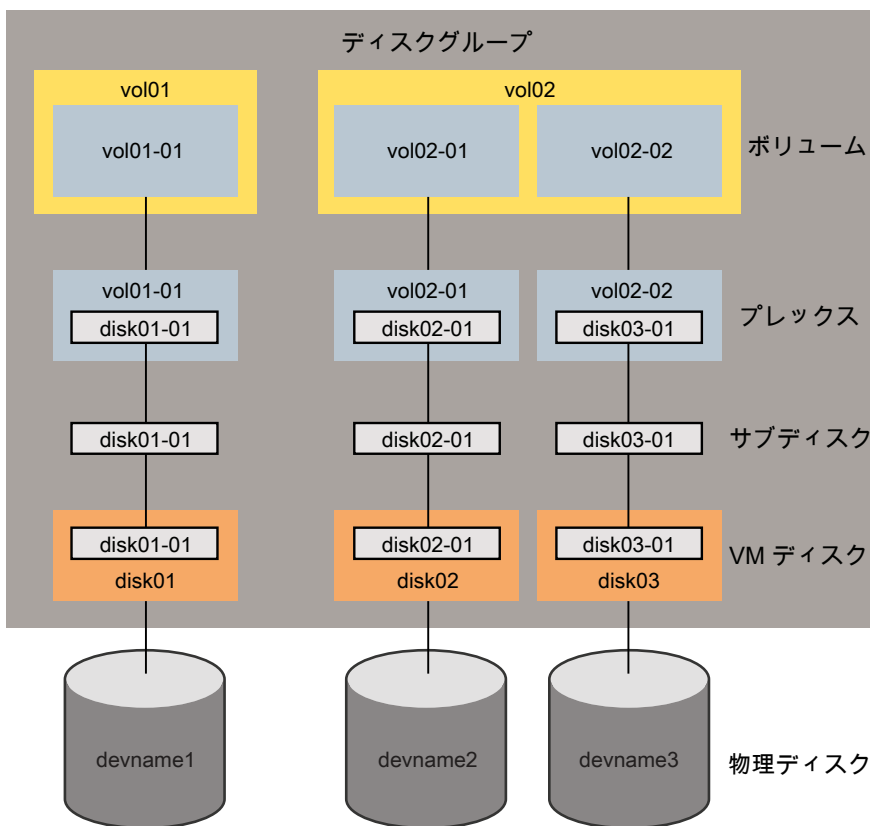 ディスクグループ
vol01
vol02
vol01-01
vol02-01
vol02-02
ボリューム
vol01-01
vol02-01
vol02-02
disk01-01
disk02-01
disk03-01
プレックス
disk01-01
disk02-01
disk03-01
サブディスク
disk01-01
disk02-01
disk03-01
VM ディスク
disk01
disk02
disk03
devname1
devname2
devname3
物理ディスク